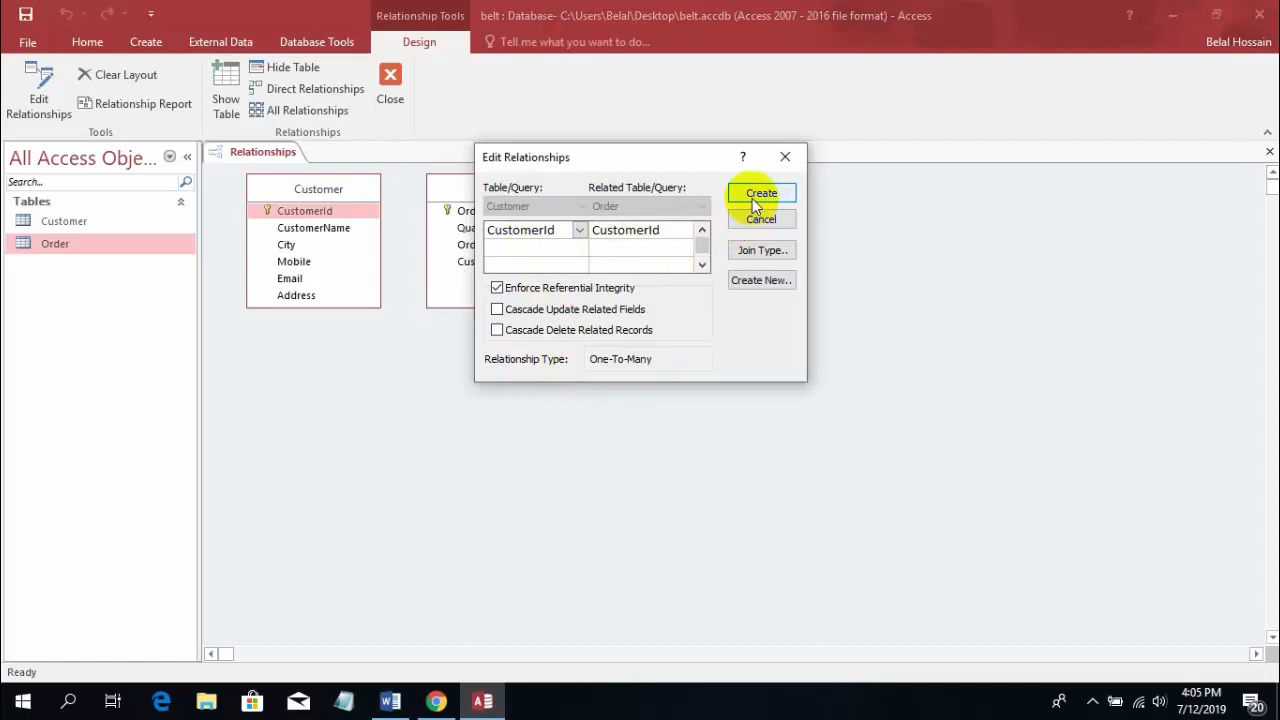 Relationship Tools
belt : Database- C:\Users\Belal\Desktop\belt.accdb (Access 2007 - 2016 file format) - Access
File
Home
Create
External Data
Database Tools
Design
Tell me what you want to do...
Belal Hossain
Edit
Relationships
Clear Layout
Relationship Report
Tools
Show
Table
Hide Table
Direct Relationships
All Relationships
Relationships
Close
All Access Obje...
Search...
Tables
Customer
Order
Relationships
Customer
CustomerId
CustomerName
City
Mobile
Email
Address
Ord
Qua
Ord
Cus
Edit Relationships
Table/Query:
Related Table/Query:
Customer
Order
CustomerId
CustomerId
Enforce Referential Integrity
Cascade Update Related Fields
Cascade Delete Related Records
Relationship Type:
One-To-Many
Create
Cancel
Join Type..
Create New..
Ready
4:05 PM
7/12/2019
20